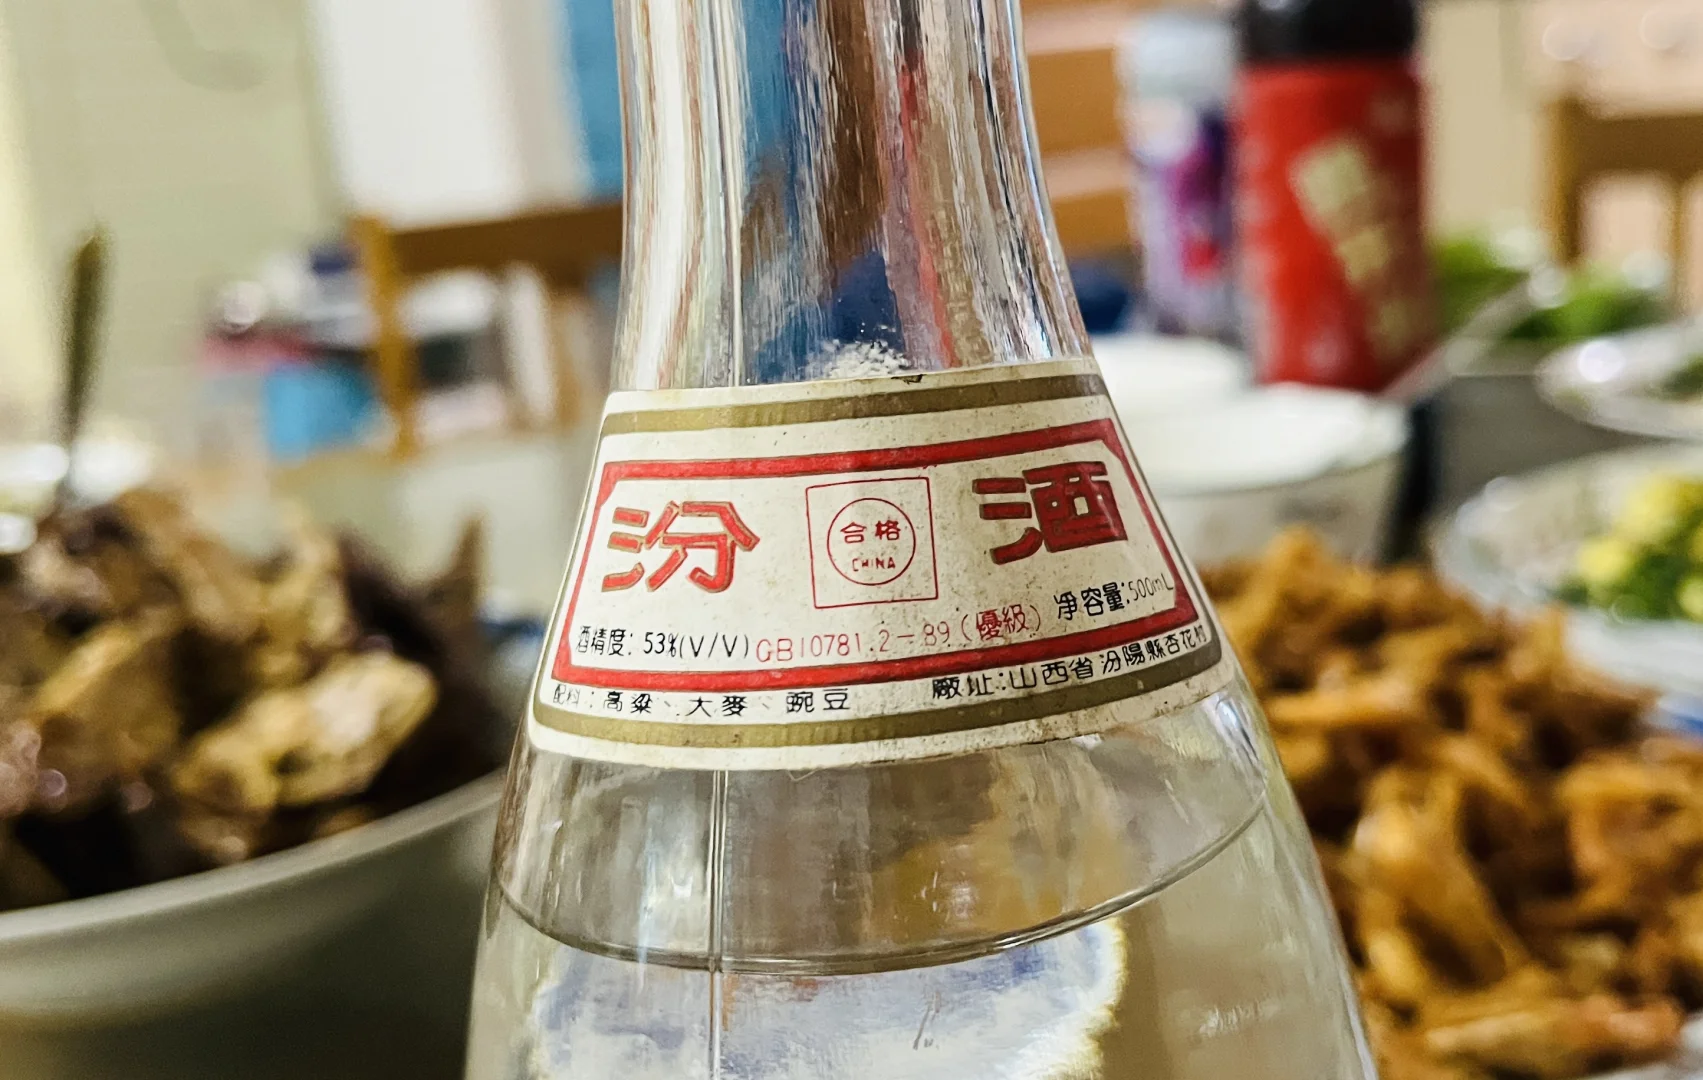 汾 酒
合格
CHINA
酒精度：53%(V/V) GB10781.2－89（優級） 净容量：500mL
配料：高粱、大麥、豌豆 廠址：山西省汾陽縣杏花村